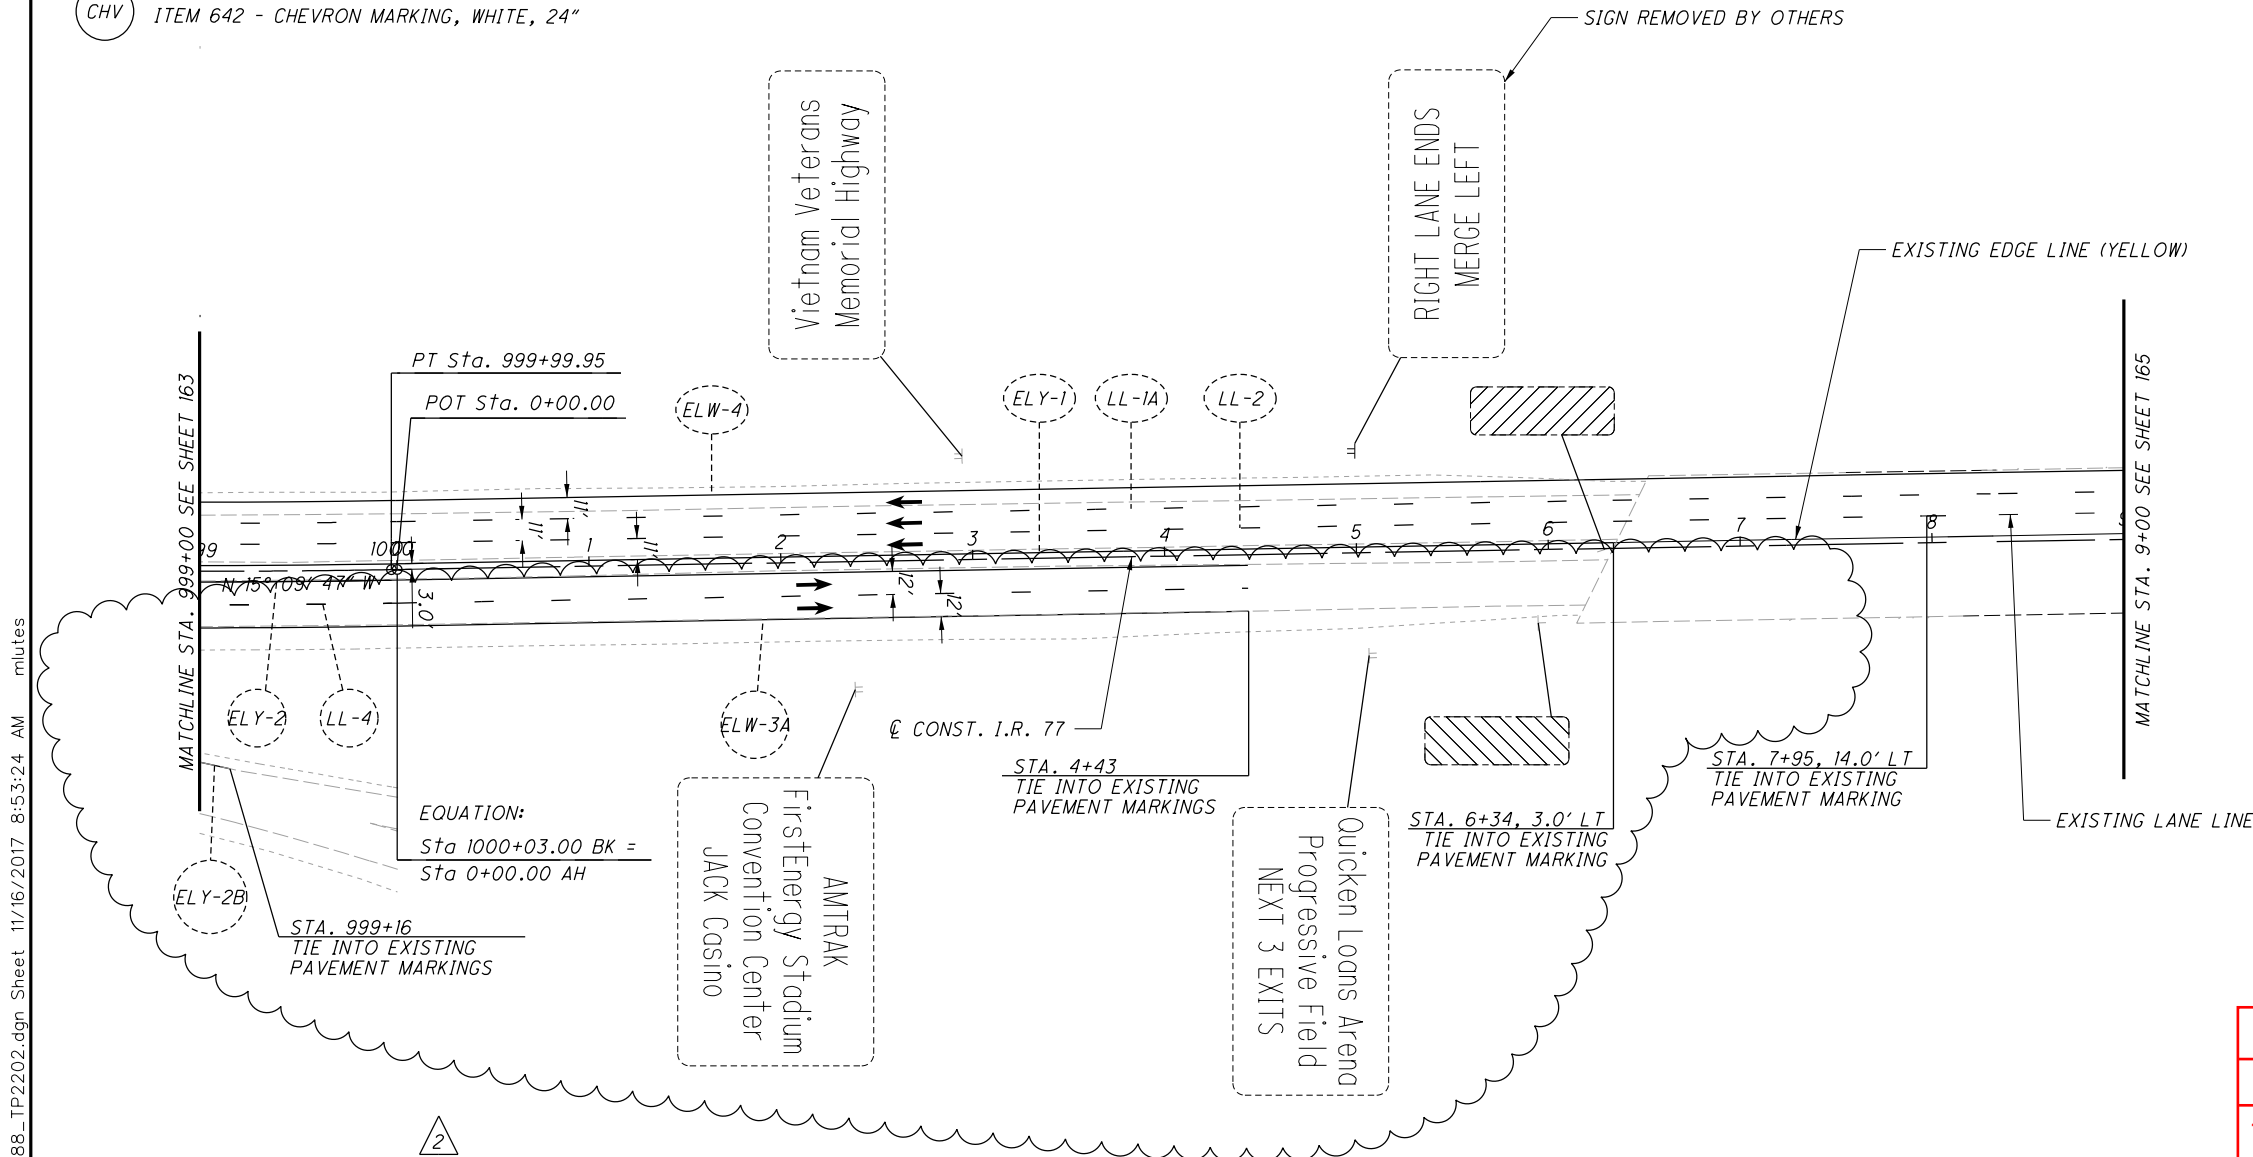 CHV
ITEM 642 - CHEVRON MARKING, WHITE, 24"
SIGN REMOVED BY OTHERS
Vietnam Veterans
Memorial Highway
RIGHT LANE ENDS
MERGE LEFT
EXISTING EDGE LINE (YELLOW)
PT Sta. 999+99.95
POT Sta. 0+00.00
ELW-4
ELY-1
LL-1A
LL-2
MATCHLINE STA. 999+00 SEE SHEET 163
MATCHLINE STA. 9+00 SEE SHEET 165
11'
11'
11'
99
1
2
3
4
5
6
7
8
N 15° 09' 47" W
3.0'
12'
12'
ELY-2
LL-4
ELW-3A
℄ CONST. I.R. 77
STA. 4+43
TIE INTO EXISTING
PAVEMENT MARKINGS
STA. 7+95, 14.0' LT
TIE INTO EXISTING
PAVEMENT MARKING
STA. 6+34, 3.0' LT
TIE INTO EXISTING
PAVEMENT MARKING
EXISTING LANE LINE
EQUATION:
Sta 1000+03.00 BK =
Sta 0+00.00 AH
ELY-2B
STA. 999+16
TIE INTO EXISTING
PAVEMENT MARKINGS
AMTRAK
FirstEnergy Stadium
Convention Center
JACK Casino
Quicken Loans Arena
Progressive Field
NEXT 3 EXITS
2
88_TP2202.dgn Sheet 11/16/2017 8:53:24 AM mlutes